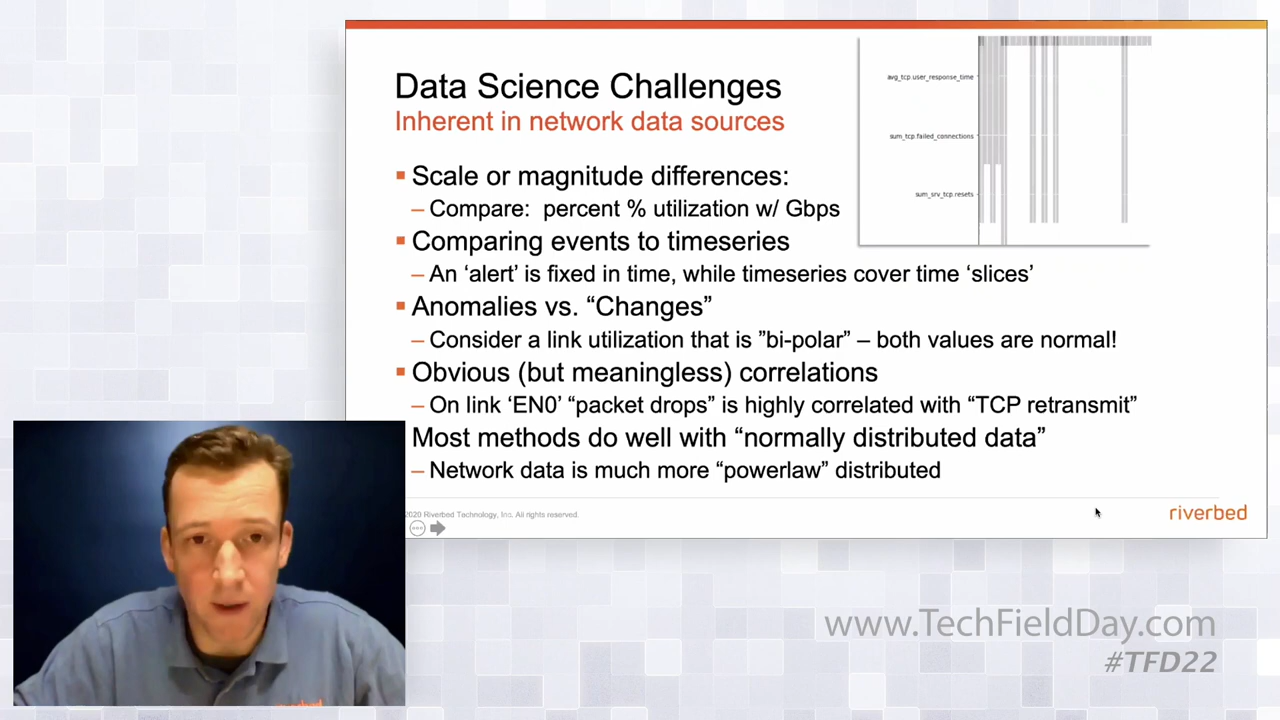 Data Science Challenges
Inherent in network data sources
▪ Scale or magnitude differences:
– Compare: percent % utilization w/ Gbps
▪ Comparing events to timeseries
– An ‘alert’ is fixed in time, while timeseries cover time ‘slices’
▪ Anomalies vs. “Changes”
– Consider a link utilization that is ”bi-polar” – both values are normal!
▪ Obvious (but meaningless) correlations
– On link ‘EN0’ “packet drops” is highly correlated with “TCP retransmit”
Most methods do well with “normally distributed data”
– Network data is much more “powerlaw” distributed
avg_tcp.user_response_time
sum_tcp.failed_connections
sum_srv_tcp.resets
2020 Riverbed Technology, Inc. All rights reserved.
riverbed
www.TechFieldDay.com
#TFD22